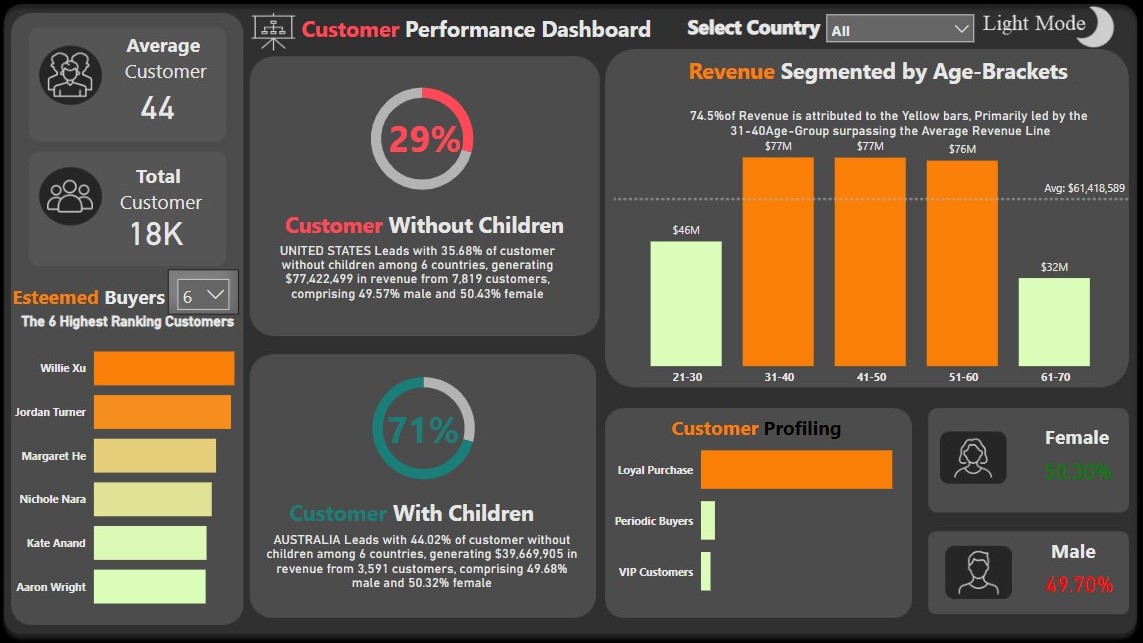 Average
Customer
44
Total
Customer
18K
Esteemed Buyers
6
The 6 Highest Ranking Customers
Willie Xu
Jordan Turner
Margaret He
Nichole Nara
Kate Anand
Aaron Wright
Customer Performance Dashboard
Select Country
All
Light Mode
29%
Customer Without Children
UNITED STATES Leads with 35.68% of customer
without children among 6 countries, generating
$77,422,499 in revenue from 7,819 customers,
comprising 49.57% male and 50.43% female
71%
Customer With Children
AUSTRALIA Leads with 44.02% of customer without
children among 6 countries, generating $39,669,905 in
revenue from 3,591 customers, comprising 49.68%
male and 50.32% female
Revenue Segmented by Age-Brackets
74.5%of Revenue is attributed to the Yellow bars, Primarily led by the
31-40Age-Group surpassing the Average Revenue Line
$77M
$77M
$76M
Avg: $61,418,589
$46M
$32M
21-30
31-40
41-50
51-60
61-70
Customer Profiling
Loyal Purchase
Periodic Buyers
VIP Customers
Female
50.30%
Male
49.70%